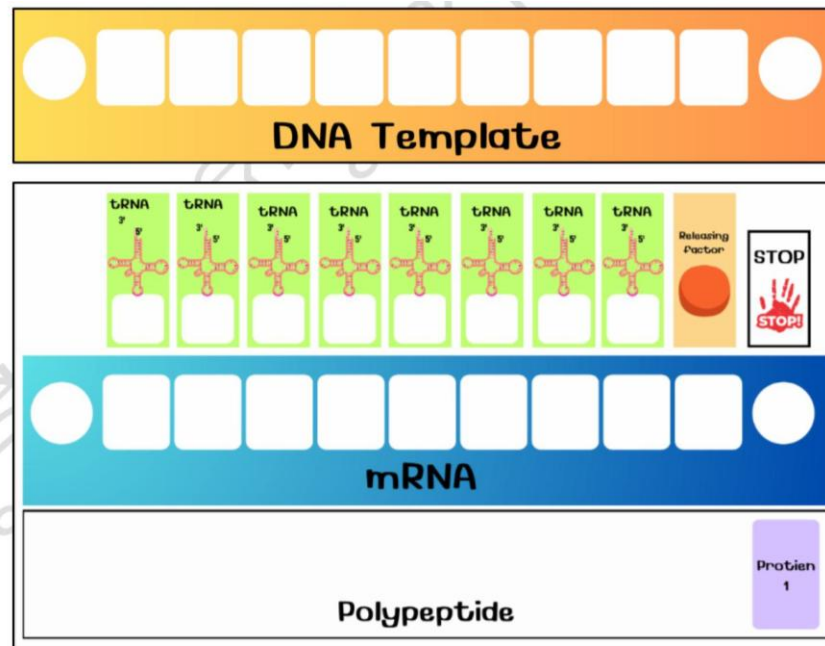 DNA Template
tRNA
3'
5'
tRNA
3'
5'
tRNA
3'
5'
tRNA
3'
5'
tRNA
3'
5'
tRNA
3'
5'
tRNA
3'
5'
tRNA
3'
5'
Releasing
factor
STOP
STOP!
mRNA
Polypeptide
Protien
1